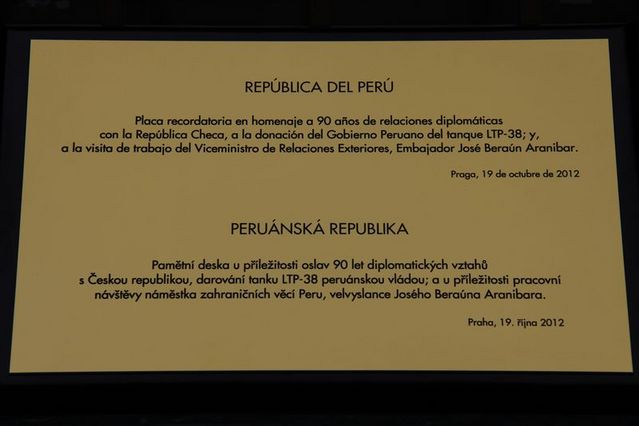 REPÚBLICA DEL PERÚ
Placa recordatoria en homenaje a 90 años de relaciones diplomáticas
con la República Checa, a la donación del Gobierno Peruano del tanque LTP-38; y,
a la visita de trabajo del Viceministro de Relaciones Exteriores, Embajador José Beraún Aranibar.
Praga, 19 de octubre de 2012
PERUÁNSKÁ REPUBLIKA
Pamětní deska u příležitosti oslav 90 let diplomatických vztahů
s Českou republikou, darování tanku LTP-38 peruánskou vládou; a u příležitosti pracovní
návštěvy náměstka zahraničních věcí Peru, velvyslance Josého Beraúna Aranibara.
Praha, 19. října 2012